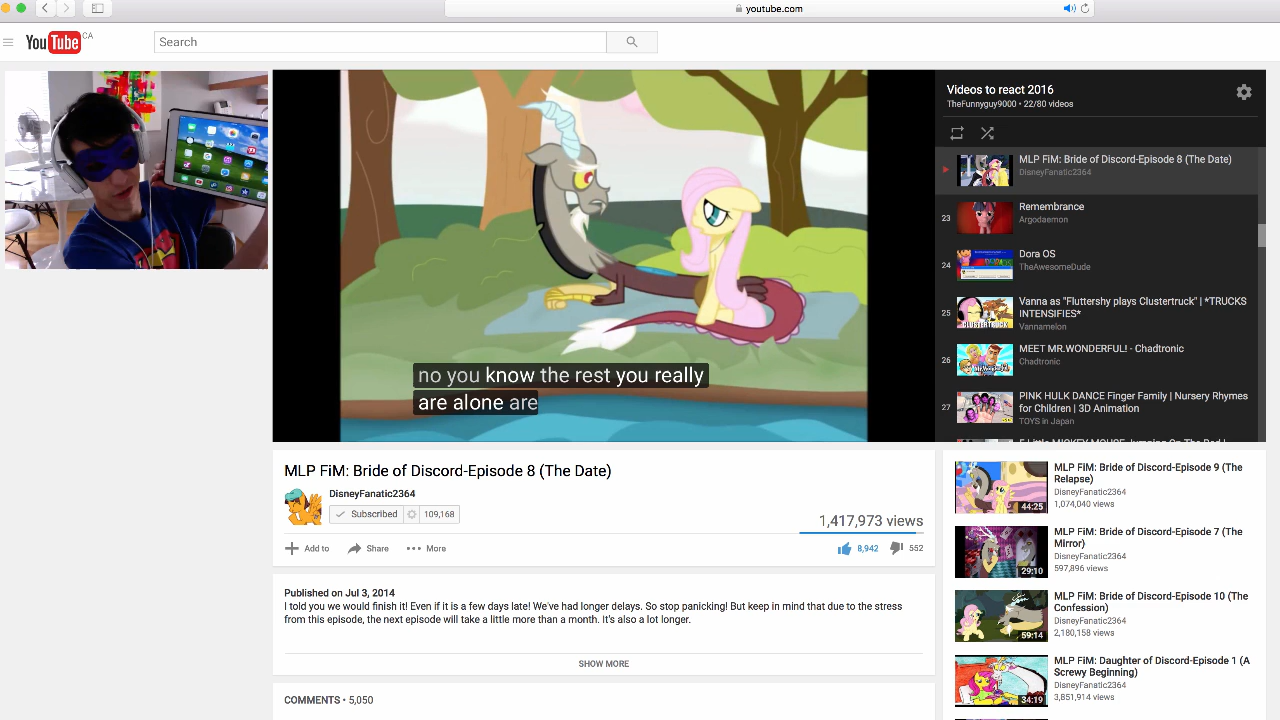 youtube.com
YouTube CA
Search
Videos to react 2016
TheFunnyguy9000 • 22/80 videos
MLP FiM: Bride of Discord-Episode 8 (The Date)
DisneyFanatic2364
23
Remembrance
Argodaemon
24
Dora OS
TheAwesomeDude
25
Vanna as "Fluttershy plays Clustertruck" | *TRUCKS
INTENSIFIES*
Vannamelon
CLUSTERTRUCK
26
MEET MR.WONDERFUL! - Chadtronic
Chadtronic
27
PINK HULK DANCE Finger Family | Nursery Rhymes
for Children | 3D Animation
TOYS in Japan
5 Little MICKEY MOUSE Jumping On The Bed |
no you know the rest you really
are alone are
MLP FiM: Bride of Discord-Episode 8 (The Date)
DisneyFanatic2364
Subscribed 109,168
1,417,973 views
Add to Share More
8,942 552
Published on Jul 3, 2014
I told you we would finish it! Even if it is a few days late! We've had longer delays. So stop panicking! But keep in mind that due to the stress
from this episode, the next episode will take a little more than a month. It's also a lot longer.
SHOW MORE
COMMENTS • 5,050
MLP FiM: Bride of Discord-Episode 9 (The
Relapse)
DisneyFanatic2364
1,074,040 views
44:25
MLP FiM: Bride of Discord-Episode 7 (The
Mirror)
DisneyFanatic2364
597,896 views
29:10
MLP FiM: Bride of Discord-Episode 10 (The
Confession)
DisneyFanatic2364
2,180,158 views
59:14
MLP FiM: Daughter of Discord-Episode 1 (A
Screwy Beginning)
DisneyFanatic2364
3,851,914 views
34:19